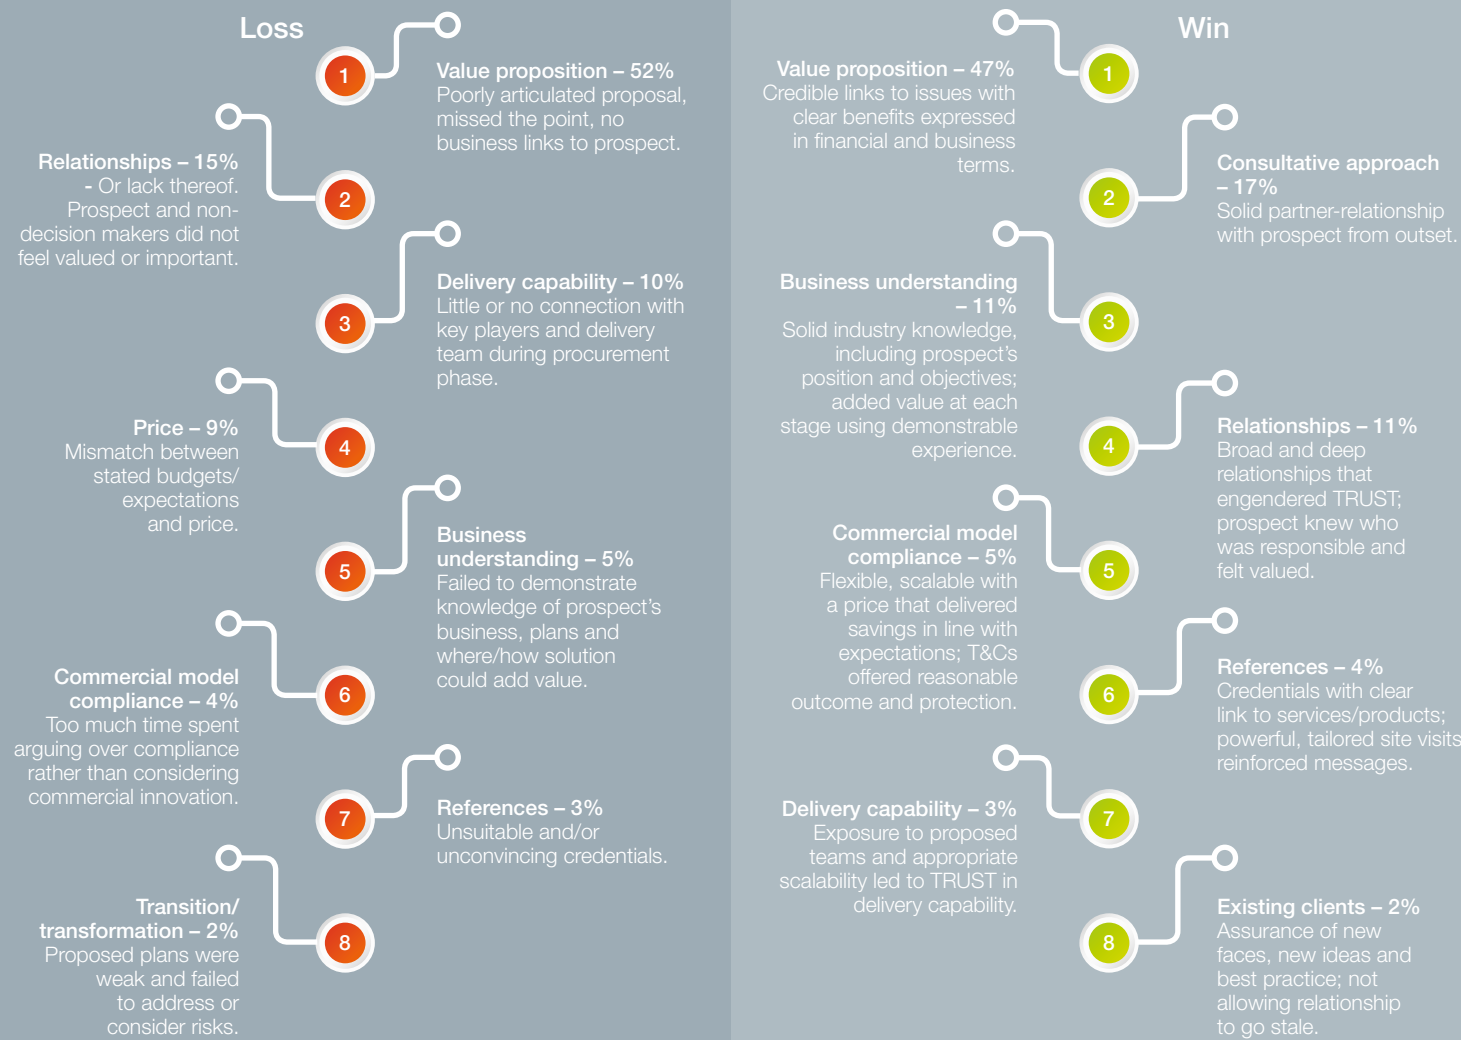 Loss
1
Value proposition – 52%
Poorly articulated proposal,
missed the point, no
business links to prospect.
2
Relationships – 15%
- Or lack thereof.
Prospect and non-
decision makers did not
feel valued or important.
3
Delivery capability – 10%
Little or no connection with
key players and delivery
team during procurement
phase.
4
Price – 9%
Mismatch between
stated budgets/
expectations
and price.
5
Business
understanding – 5%
Failed to demonstrate
knowledge of prospect’s
business, plans and
where/how solution
could add value.
6
Commercial model
compliance – 4%
Too much time spent
arguing over compliance
rather than considering
commercial innovation.
7
References – 3%
Unsuitable and/or
unconvincing credentials.
8
Transition/
transformation – 2%
Proposed plans were
weak and failed
to address or
consider risks.
Win
1
Value proposition – 47%
Credible links to issues with
clear benefits expressed
in financial and business
terms.
2
Consultative approach
– 17%
Solid partner-relationship
with prospect from outset.
3
Business understanding
– 11%
Solid industry knowledge,
including prospect’s
position and objectives;
added value at each
stage using demonstrable
experience.
4
Relationships – 11%
Broad and deep
relationships that
engendered TRUST;
prospect knew who
was responsible and
felt valued.
5
Commercial model
compliance – 5%
Flexible, scalable with
a price that delivered
savings in line with
expectations; T&Cs
offered reasonable
outcome and protection.
6
References – 4%
Credentials with clear
link to services/products;
powerful, tailored site visits
reinforced messages.
7
Delivery capability – 3%
Exposure to proposed
teams and appropriate
scalability led to TRUST in
delivery capability.
8
Existing clients – 2%
Assurance of new
faces, new ideas and
best practice; not
allowing relationship
to go stale.